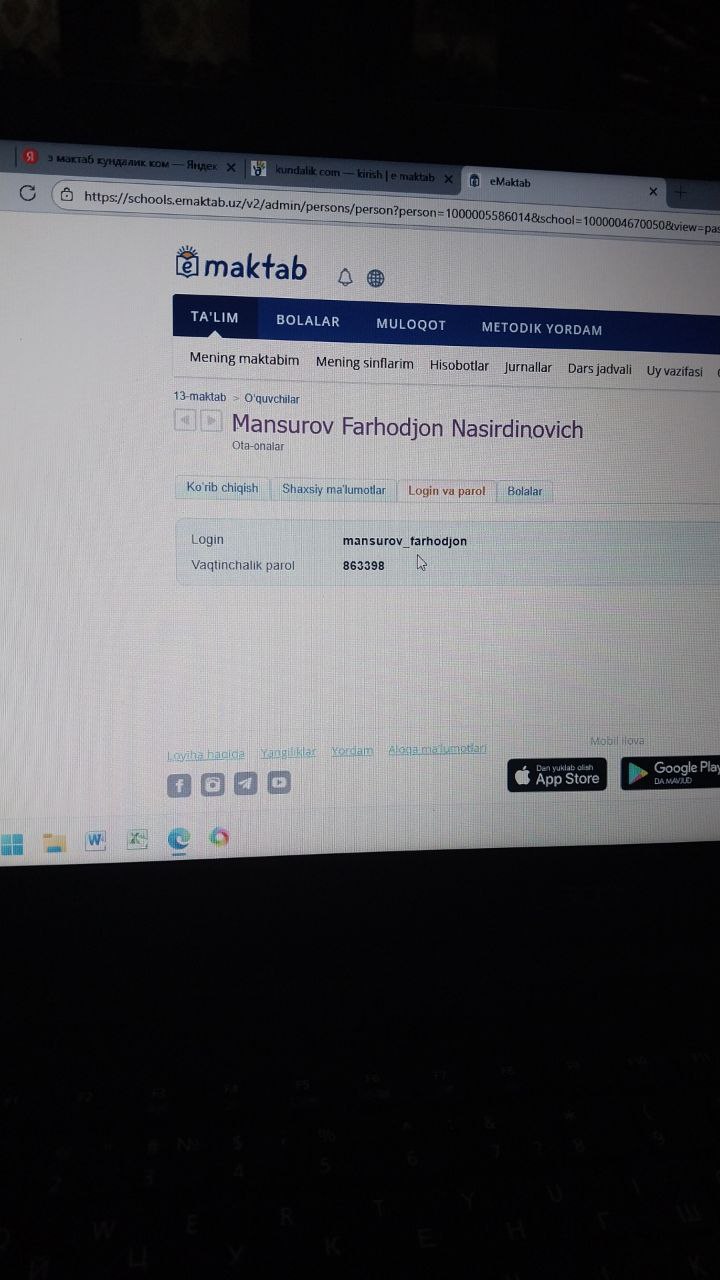 з мактаб кундалик ком — Яндек
kundalik com — kirish | e maktab
eMaktab
https://schools.emaktab.uz/v2/admin/persons/person?person=1000005586014&school=1000004670050&view=pas
e maktab
TA'LIM BOLALAR MULOQOT METODIK YORDAM
Mening maktabim Mening sinflarim Hisobotlar Jurnallar Dars jadvali Uy vazifasi
13-maktab > O'quvchilar
Mansurov Farhodjon Nasirdinovich
Ota-onalar
Ko'rib chiqish Shaxsiy ma'lumotlar Login va parol Bolalar
Login mansurov_farhodjon
Vaqtinchalik parol 863398
Mobil ilova
Loyiha haqida Yangiliklar Yordam Aloqa ma'lumotlari
Dan yuklab olish
App Store
Google Play
DA MAVJUD